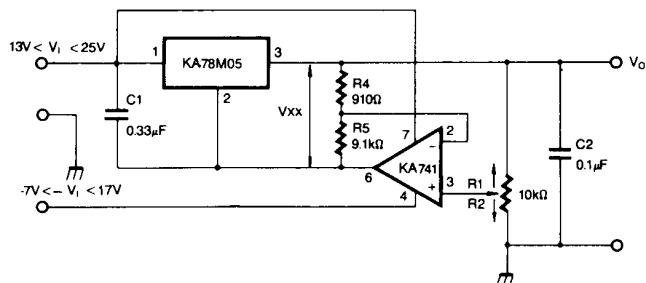 13V < VI < 25V
1
KA78M05
3
2
C1
0.33μF
Vxx
R4
910Ω
R5
9.1kΩ
7
2
−
KA741
6
+
3
4
R1
R2
10kΩ
C2
0.1μF
VO
-7V <− VI <17V